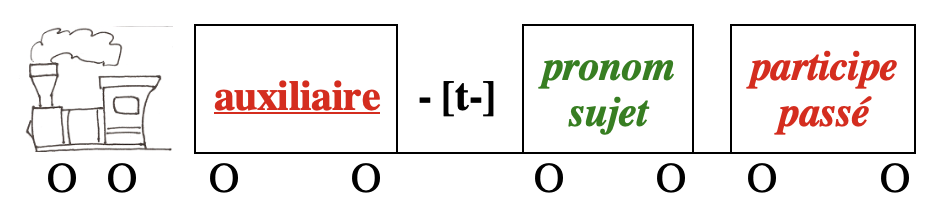 auxiliaire - [t-] pronom sujet participe passé
O O O O O O O O